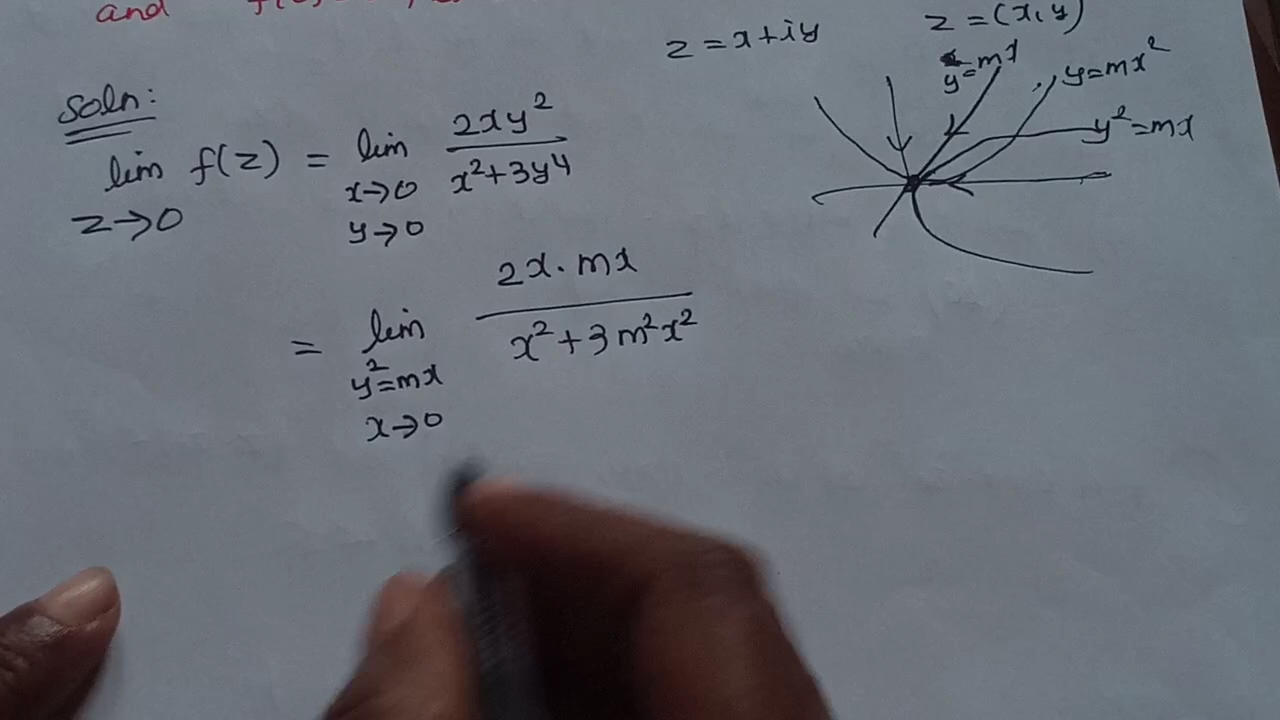 and f(
z = x+iy
z = (x, y)
y=mx
y=mx²
y²=mx
Soln:
lim f(z) = lim 2xy² / x²+3y⁴
z→0 x→0
y→0
= lim 2x·mx / x²+3m²x²
y²=mx
x→0